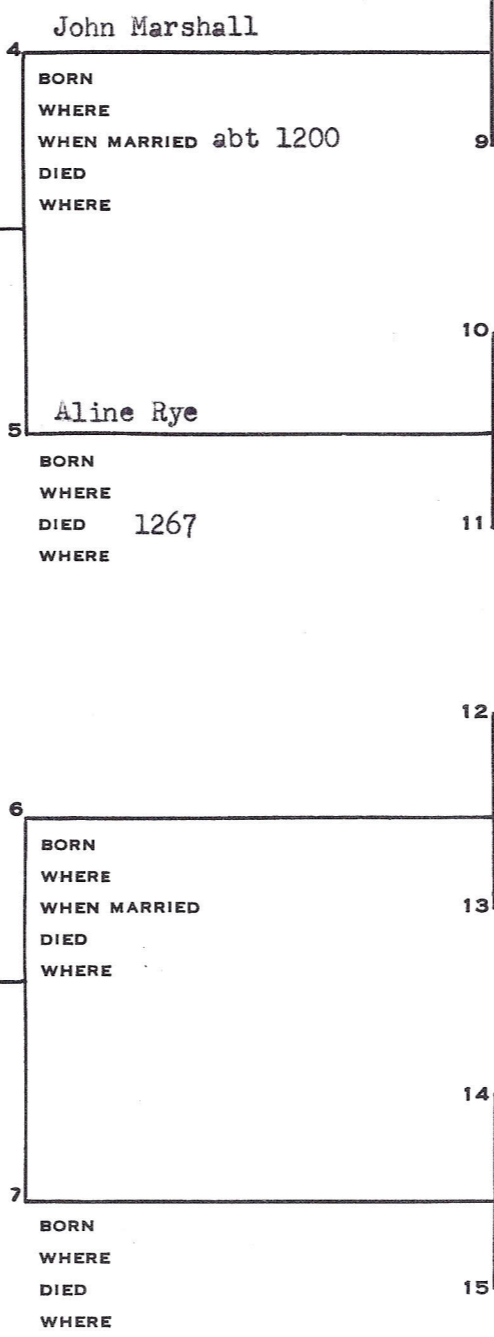 John Marshall
4
BORN
WHERE
WHEN MARRIED abt 1200
9
DIED
WHERE
10
Aline Rye
5
BORN
WHERE
DIED 1267
11
WHERE
12
6
BORN
WHERE
WHEN MARRIED
13
DIED
WHERE
14
7
BORN
WHERE
DIED
15
WHERE